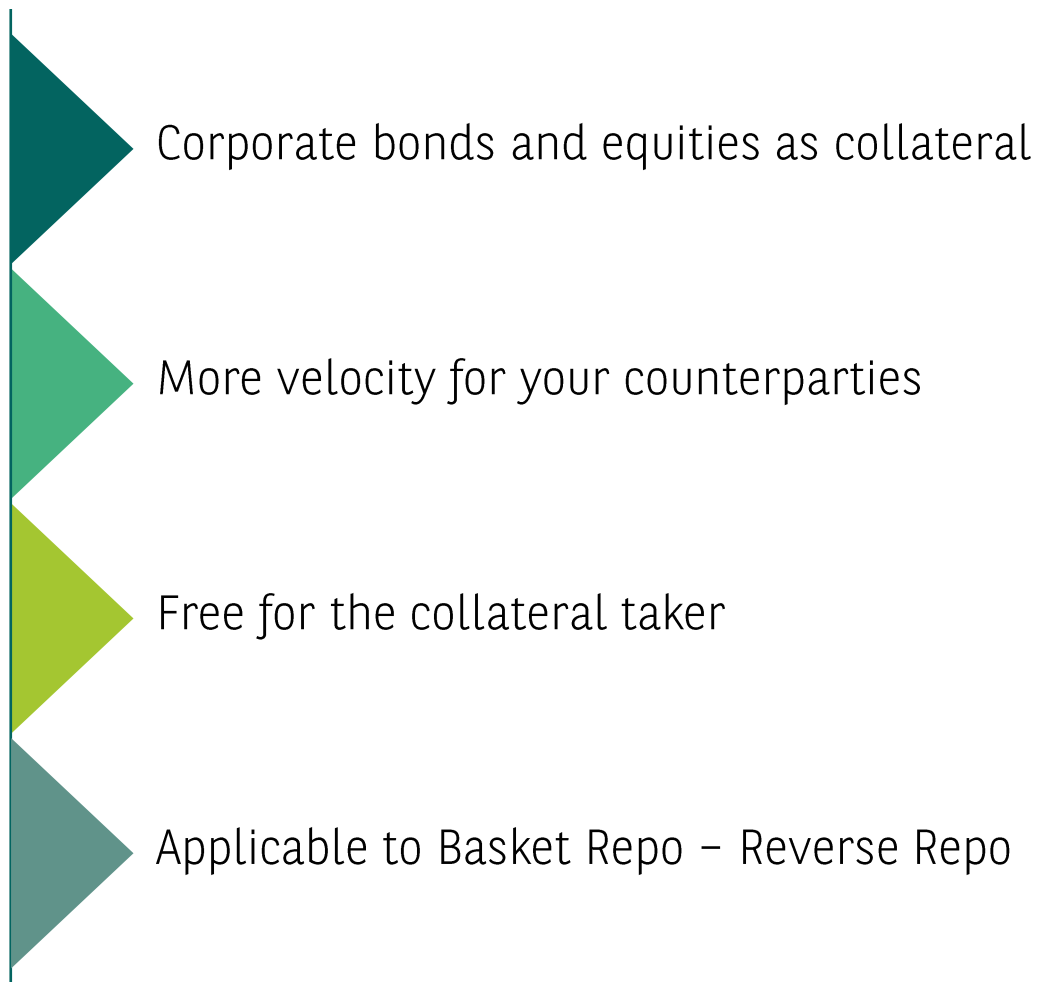 Corporate bonds and equities as collateral
More velocity for your counterparties
Free for the collateral taker
Applicable to Basket Repo – Reverse Repo